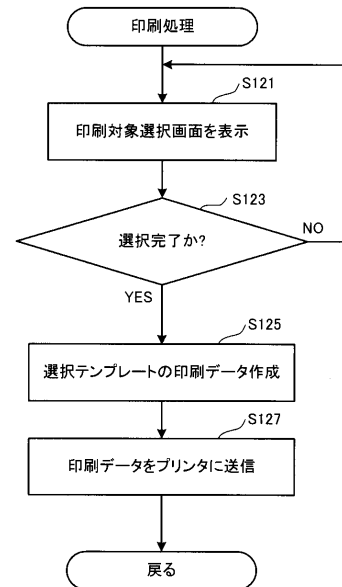 印刷処理
S121
印刷対象選択画面を表示
S123
選択完了か?
NO
YES
S125
選択テンプレートの印刷データ作成
S127
印刷データをプリンタに送信
戻る